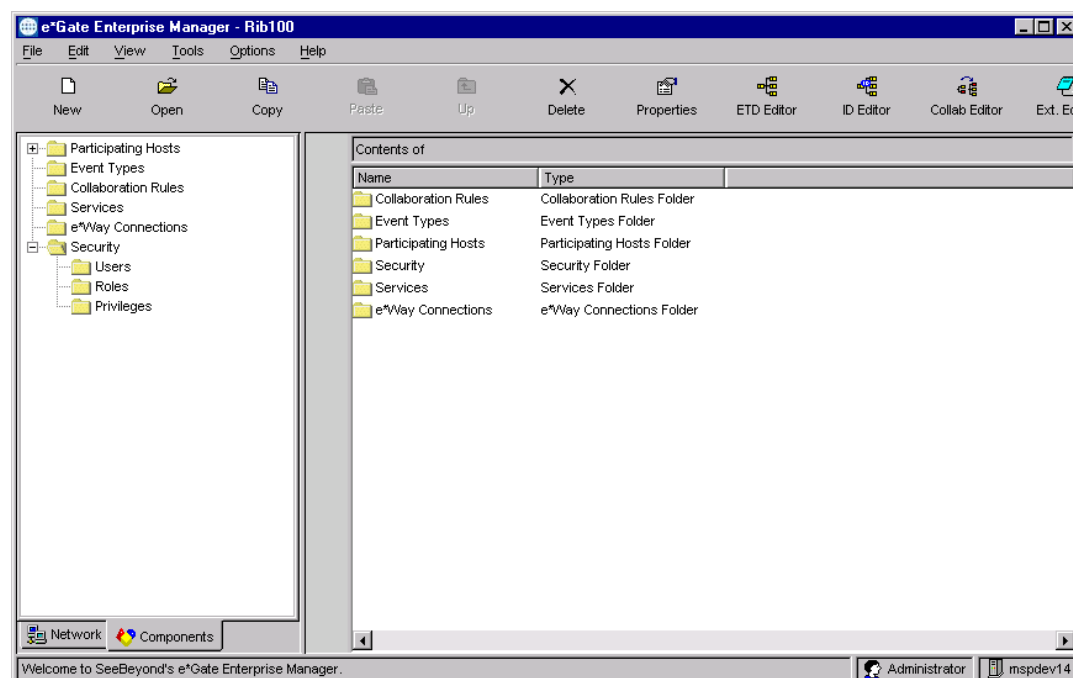 e*Gate Enterprise Manager - Rib100
File Edit View Tools Options Help
New Open Copy Paste Up Delete Properties ETD Editor ID Editor Collab Editor Ext. Ec
Participating Hosts
Event Types
Collaboration Rules
Services
e*Way Connections
Security
Users
Roles
Privileges
Contents of
Name Type
Collaboration Rules Collaboration Rules Folder
Event Types Event Types Folder
Participating Hosts Participating Hosts Folder
Security Security Folder
Services Services Folder
e*Way Connections e*Way Connections Folder
Network Components
Welcome to SeeBeyond's e*Gate Enterprise Manager. Administrator mspdev14